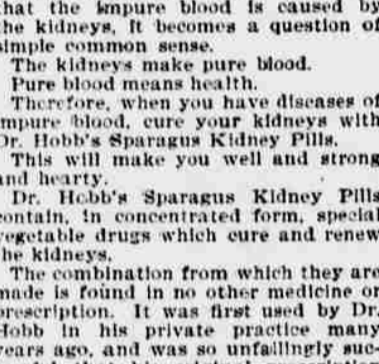 that the impure blood is caused by
the kidneys, it becomes a question of
simple common sense.
The kidneys make pure blood.
Pure blood means health.
Therefore, when you have diseases of
impure blood, cure your kidneys with
Dr. Hobb's Sparagus Kidney Pills.
This will make you well and strong
and hearty.
Dr. Hobb's Sparagus Kidney Pills
contain, in concentrated form, special
vegetable drugs which cure and renew
the kidneys.
The combination from which they are
made is found in no other medicine or
prescription. It was first used by Dr.
Hobb in his private practice many
years ago, and was so unfailingly suc-